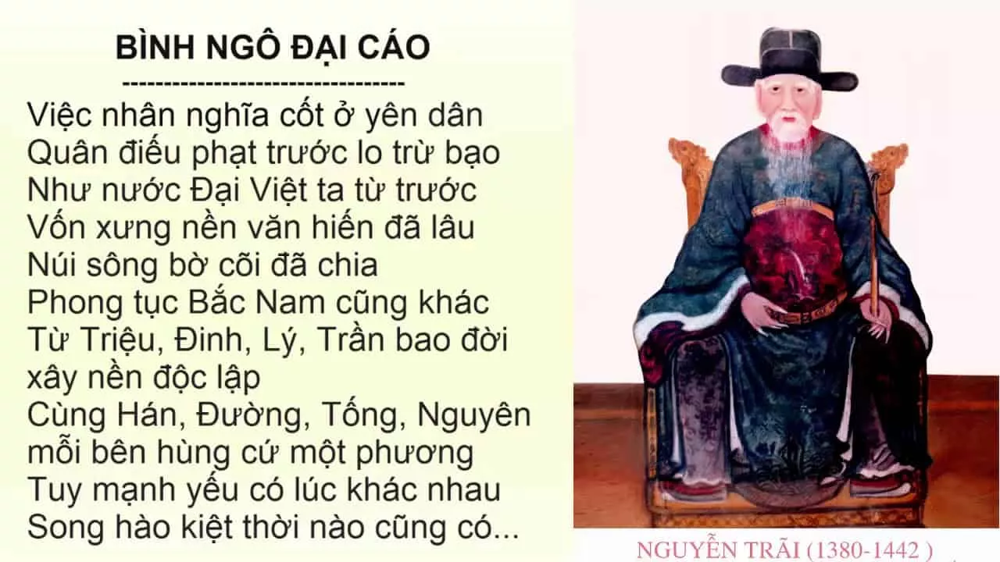 BÌNH NGÔ ĐẠI CÁO
----------------------------------
Việc nhân nghĩa cốt ở yên dân
Quân điếu phạt trước lo trừ bạo
Như nước Đại Việt ta từ trước
Vốn xưng nền văn hiến đã lâu
Núi sông bờ cõi đã chia
Phong tục Bắc Nam cũng khác
Từ Triệu, Đinh, Lý, Trần bao đời
xây nền độc lập
Cùng Hán, Đường, Tống, Nguyên
mỗi bên hùng cứ một phương
Tuy mạnh yếu có lúc khác nhau
Song hào kiệt thời nào cũng có...
NGUYỄN TRÃI (1380-1442 )